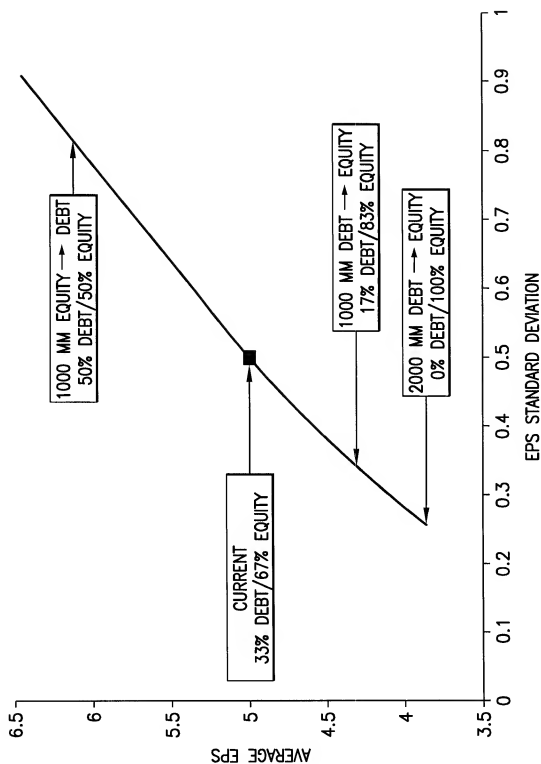 AVERAGE EPS
6.5
6
5.5
5
4.5
4
3.5
1000 MM EQUITY → DEBT
50% DEBT/50% EQUITY
CURRENT
33% DEBT/67% EQUITY
1000 MM DEBT → EQUITY
17% DEBT/83% EQUITY
2000 MM DEBT → EQUITY
0% DEBT/100% EQUITY
0
0.1
0.2
0.3
0.4
0.5
0.6
0.7
0.8
0.9
1
EPS STANDARD DEVIATION